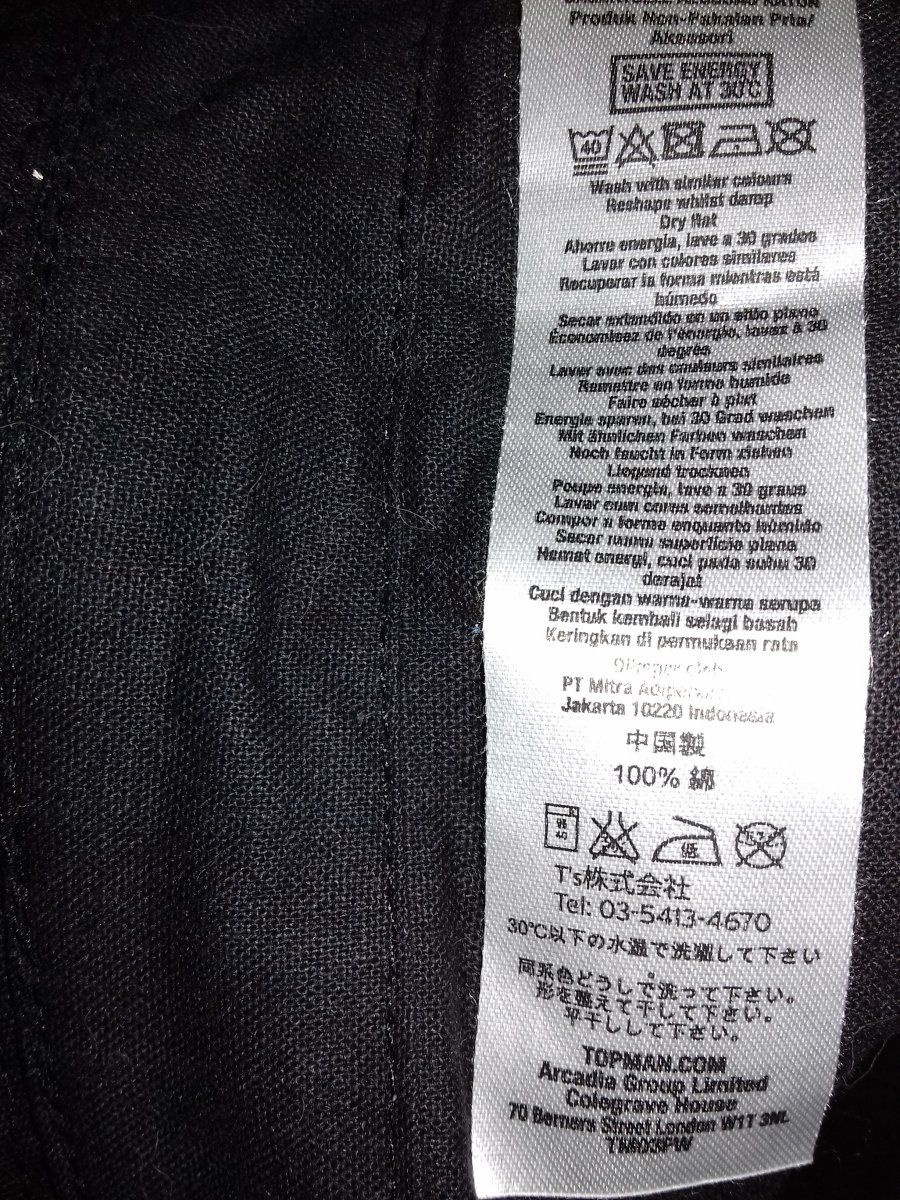 Produk Non-Pakaian Pria/
Aksesori
SAVE ENERGY
WASH AT 30°C
40
Wash with similar colours
Reshape whilst damp
Dry flat
Ahorre energia, lave a 30 grados
Lavar con colores similares
Recuperar la forma mientras está
húmedo
Secar extendido en un sitio plano
Économisez de l'énergie, lavez à 30
degrés
Laver avec des couleurs similaires
Remettre en forme humide
Faire sécher à plat
Energie sparen, bei 30 Grad waschen
Mit ähnlichen Farben waschen
Noch feucht in Form ziehen
Liegend trocknen
Poupe energia, lave a 30 graus
Lavar com cores semelhantes
Compor a forma enquanto húmido
Secar numa superfície plana
Hemat energi, cuci pada suhu 30
derajat
Cuci dengan warna-warna serupa
Bentuk kembali selagi basah
Keringkan di permukaan rata
PT Mitra
Jakarta 10220 Indonesia
中国製
100% 綿
40
低
T's株式会社
Tel: 03-5413-4670
30℃以下の水温で洗濯して下さい
同系色どうしで洗って下さい。
形を整えて干して下さい。
平干しして下さい。
TOPMAN.COM
Arcadia Group Limited
Colegrave House
70 Berners Street London W1T 3NL
TM03FW